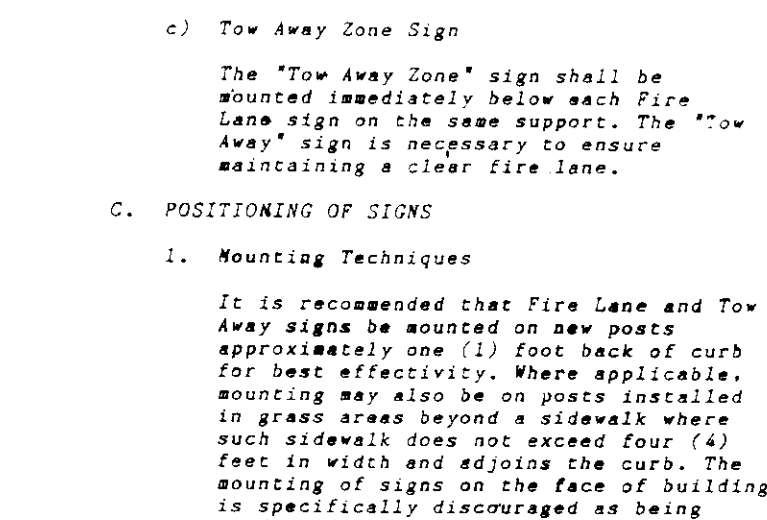 c) Tow Away Zone Sign
The "Tow Away Zone" sign shall be
mounted immediately below each Fire
Lane sign on the same support. The "Tow
Away" sign is necessary to ensure
maintaining a clear fire lane.
C. POSITIONING OF SIGNS
1. Mounting Techniques
It is recommended that Fire Lane and Tow
Away signs be mounted on new posts
approximately one (1) foot back of curb
for best effectivity. Where applicable,
mounting may also be on posts installed
in grass areas beyond a sidewalk where
such sidewalk does not exceed four (4)
feet in width and adjoins the curb. The
mounting of signs on the face of building
is specifically discouraged as being